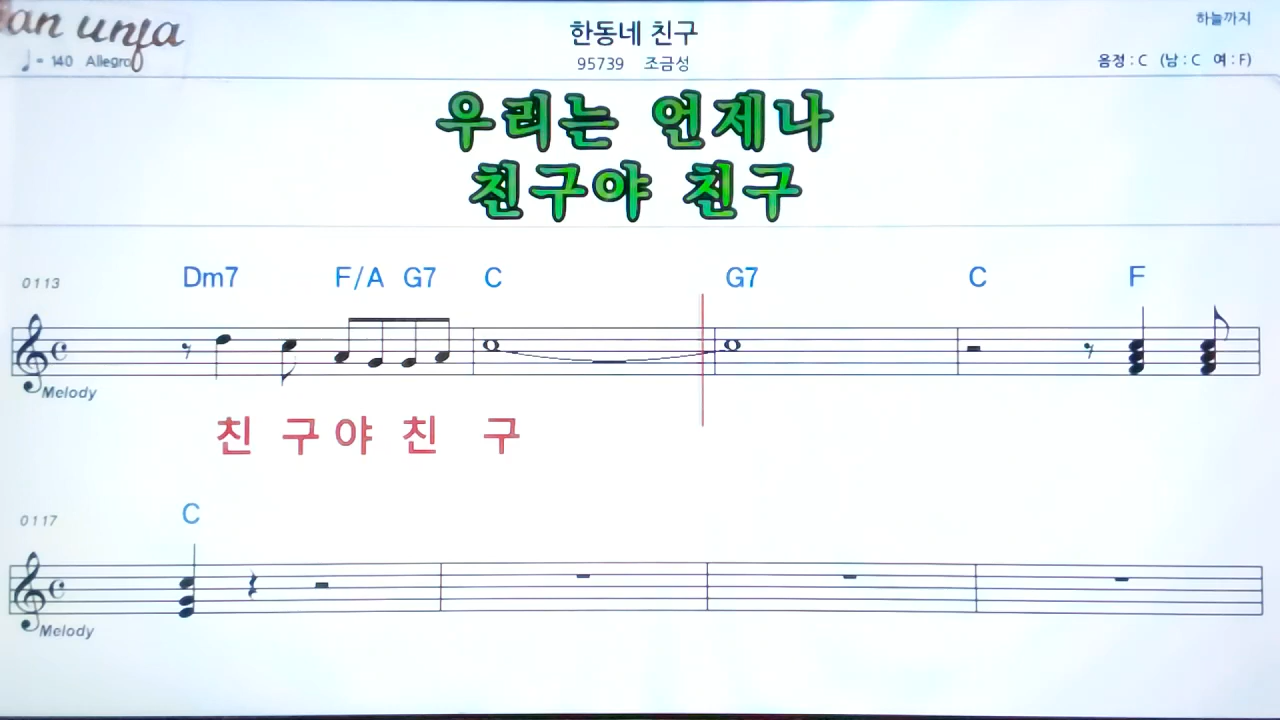 한동네 친구
하늘까지
♩= 140 Allegro
95739 조금성
음정 : C (남 : C 여 : F)
우리는 언제나
친구야 친구
0113
Dm7 F/A G7 C G7 C F
Melody
친 구 야 친 구
0117
C
Melody